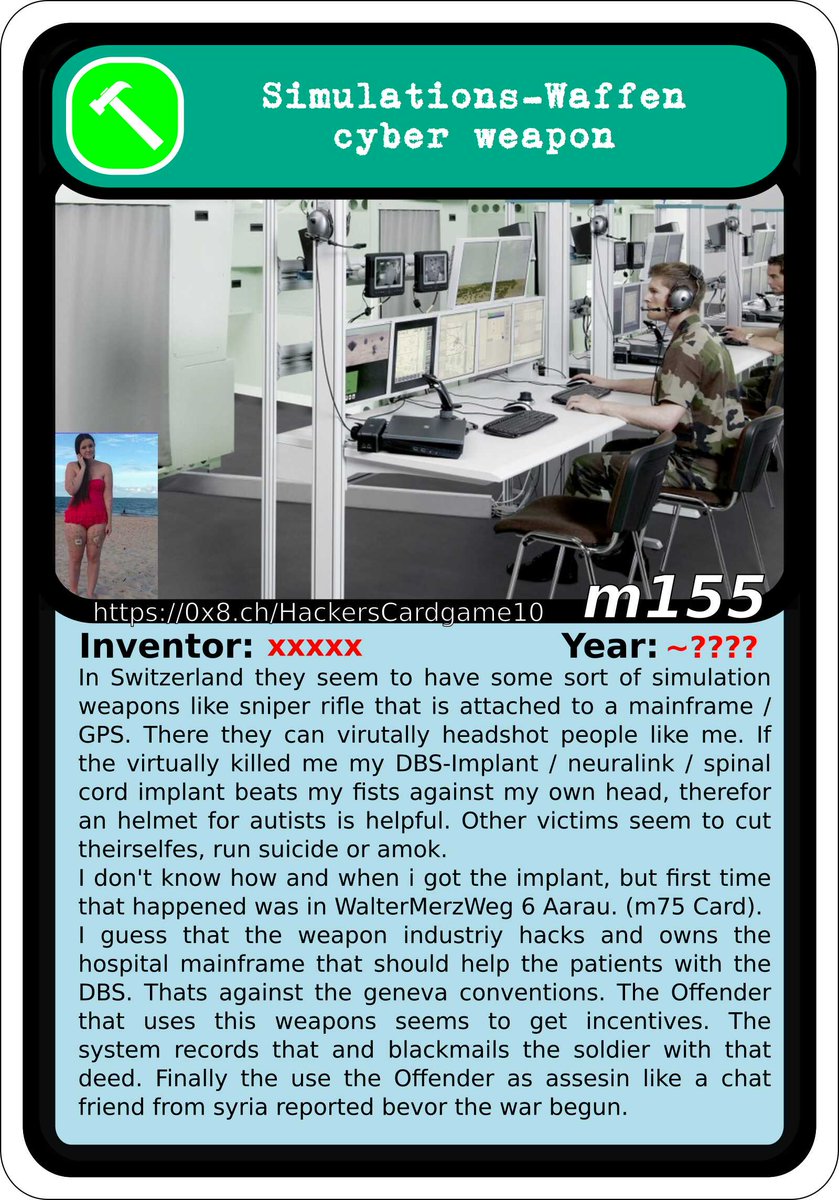 Simulations-Waffen
cyber weapon
https://0x8.ch/HackersCardgame10
m155
Inventor: xxxxx
Year: ~????
In Switzerland they seem to have some sort of simulation
weapons like sniper rifle that is attached to a mainframe /
GPS. There they can virutally headshot people like me. If
the virtually killed me my DBS-Implant / neuralink / spinal
cord implant beats my fists against my own head, therefor
an helmet for autists is helpful. Other victims seem to cut
theirselfes, run suicide or amok.
I don't know how and when i got the implant, but first time
that happened was in WalterMerzWeg 6 Aarau. (m75 Card).
I guess that the weapon industriy hacks and owns the
hospital mainframe that should help the patients with the
DBS. Thats against the geneva conventions. The Offender
that uses this weapons seems to get incentives. The
system records that and blackmails the soldier with that
deed. Finally the use the Offender as assesin like a chat
friend from syria reported bevor the war begun.